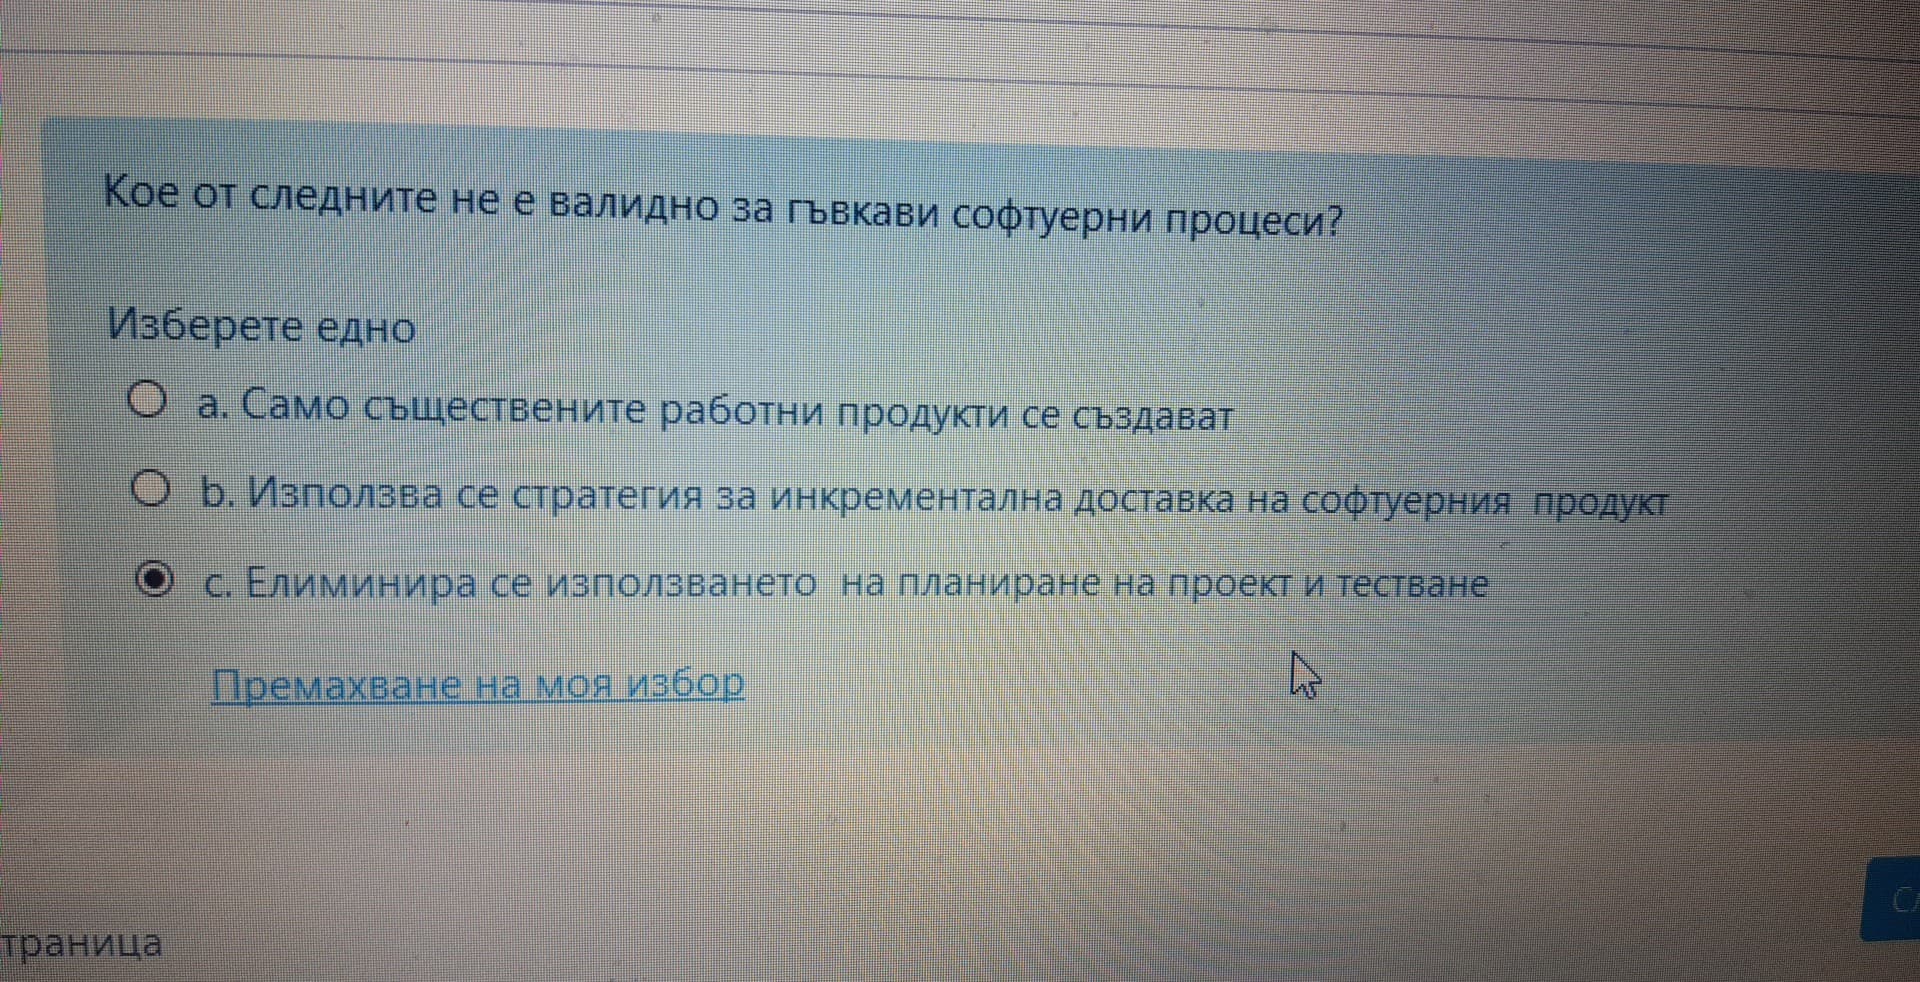 Кое от следните не е валидно за гъвкави софтуерни процеси?
Изберете едно
a. Само съществените работни продукти се създават
b. Използва се стратегия за инкрементална доставка на софтуерния продукт
c. Елиминира се използването на планиране на проект и тестване
Премахване на моя избор
траница